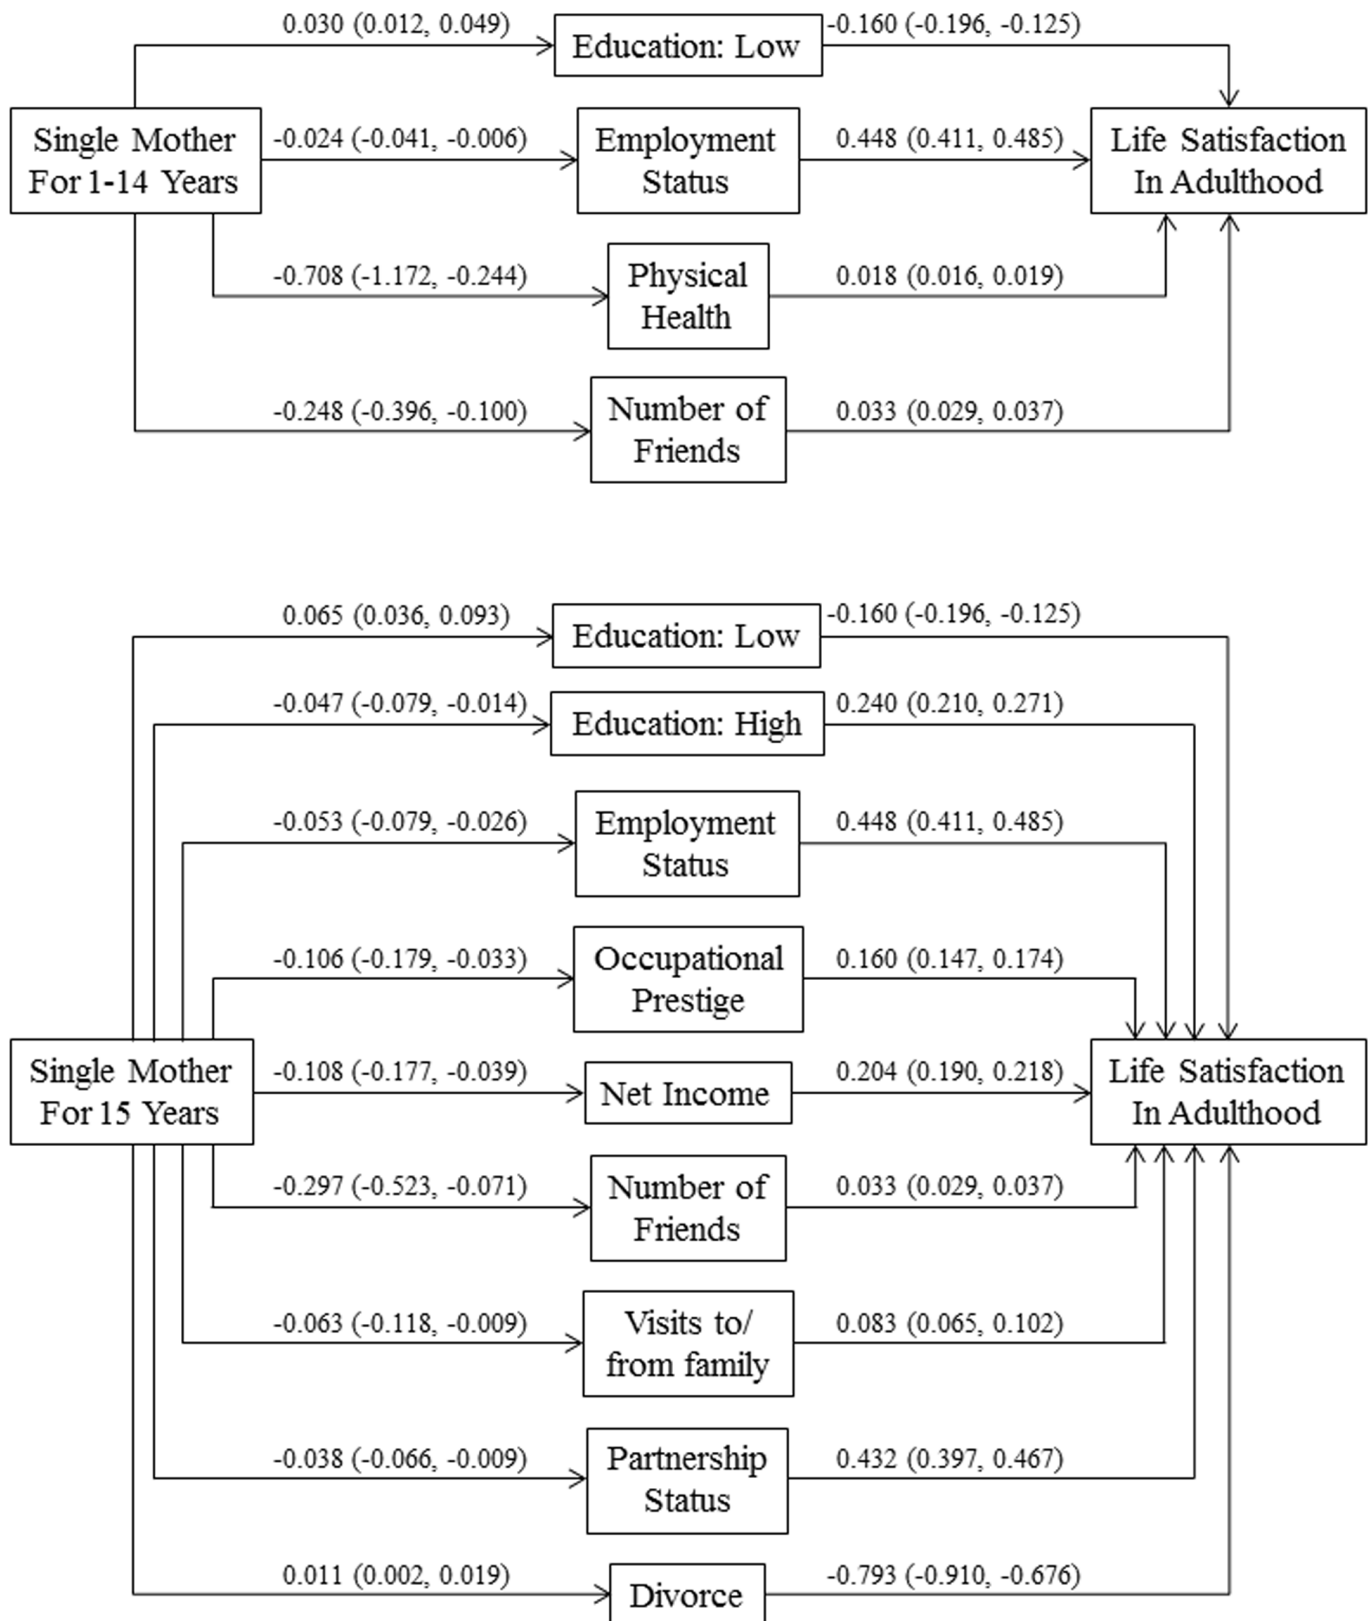 0.030 (0.012, 0.049)
Education: Low
-0.160 (-0.196, -0.125)
Single Mother
For 1-14 Years
-0.024 (-0.041, -0.006)
Employment
Status
0.448 (0.411, 0.485)
Life Satisfaction
In Adulthood
-0.708 (-1.172, -0.244)
Physical
Health
0.018 (0.016, 0.019)
-0.248 (-0.396, -0.100)
Number of
Friends
0.033 (0.029, 0.037)
0.065 (0.036, 0.093)
Education: Low
-0.160 (-0.196, -0.125)
-0.047 (-0.079, -0.014)
Education: High
0.240 (0.210, 0.271)
-0.053 (-0.079, -0.026)
Employment
Status
0.448 (0.411, 0.485)
-0.106 (-0.179, -0.033)
Occupational
Prestige
0.160 (0.147, 0.174)
Single Mother
For 15 Years
-0.108 (-0.177, -0.039)
Net Income
0.204 (0.190, 0.218)
Life Satisfaction
In Adulthood
-0.297 (-0.523, -0.071)
Number of
Friends
0.033 (0.029, 0.037)
-0.063 (-0.118, -0.009)
Visits to/
from family
0.083 (0.065, 0.102)
-0.038 (-0.066, -0.009)
Partnership
Status
0.432 (0.397, 0.467)
0.011 (0.002, 0.019)
Divorce
-0.793 (-0.910, -0.676)